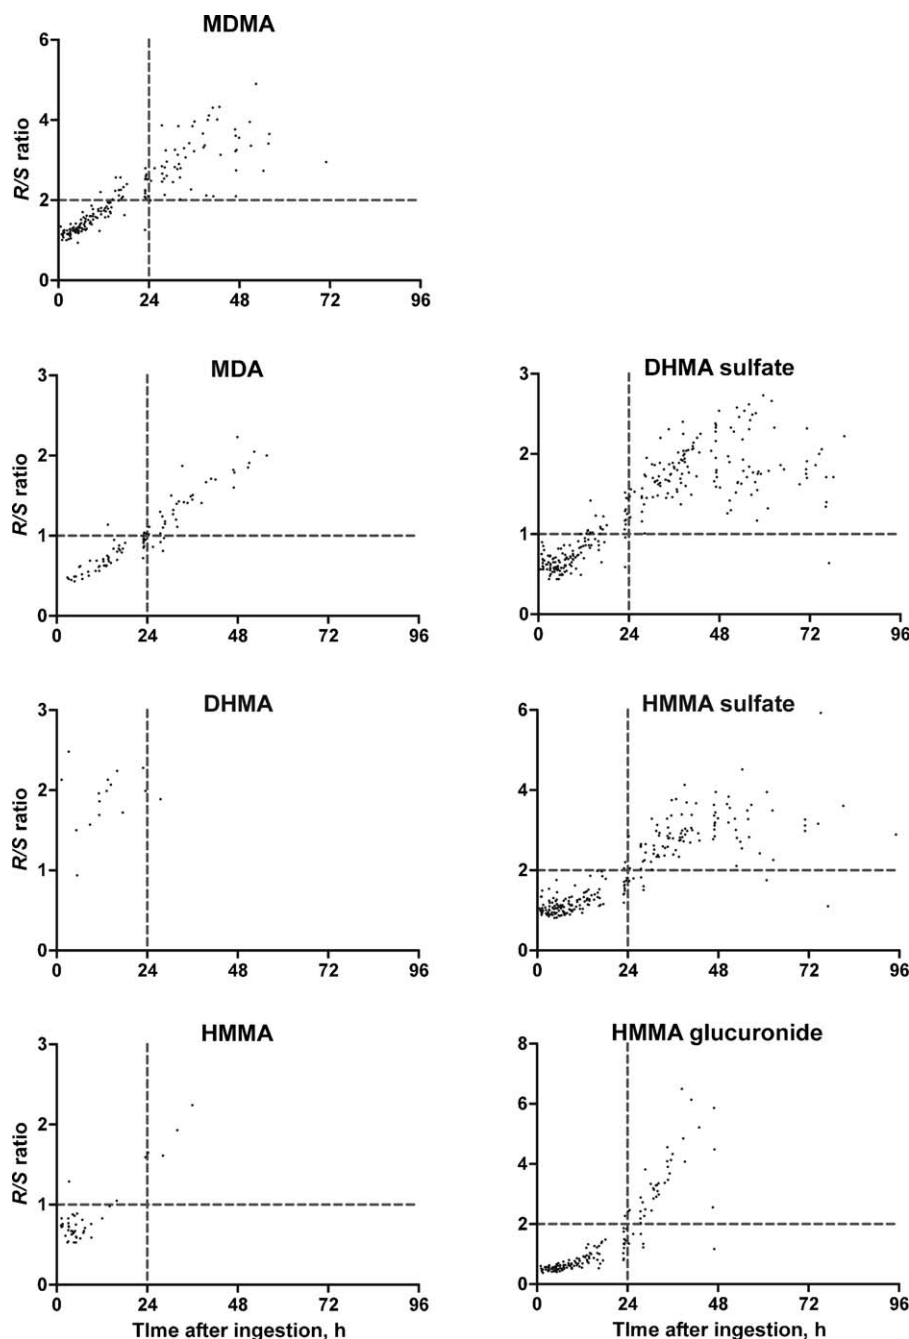 MDMA
R/S ratio
6
4
2
0
0 24 48 72 96
MDA
R/S ratio
3
2
1
0
0 24 48 72 96
DHMA sulfate
3
2
1
0
0 24 48 72 96
DHMA
R/S ratio
3
2
1
0
0 24 48 72 96
HMMA sulfate
6
4
2
0
0 24 48 72 96
HMMA
R/S ratio
3
2
1
0
0 24 48 72 96
TIme after ingestion, h
HMMA glucuronide
8
6
4
2
0
0 24 48 72 96
TIme after ingestion, h